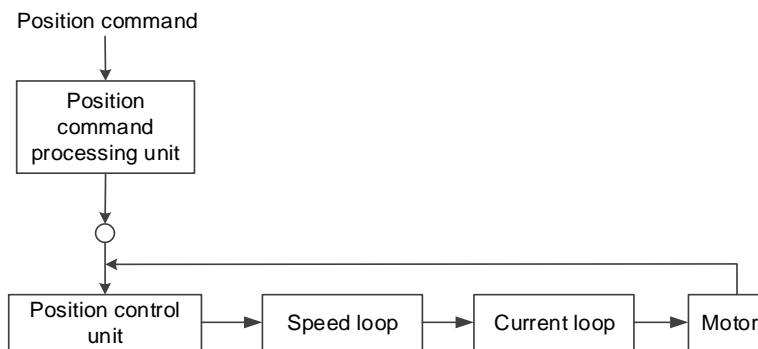 Position command
Position
command
processing unit
Position control
unit
Speed loop
Current loop
Motor